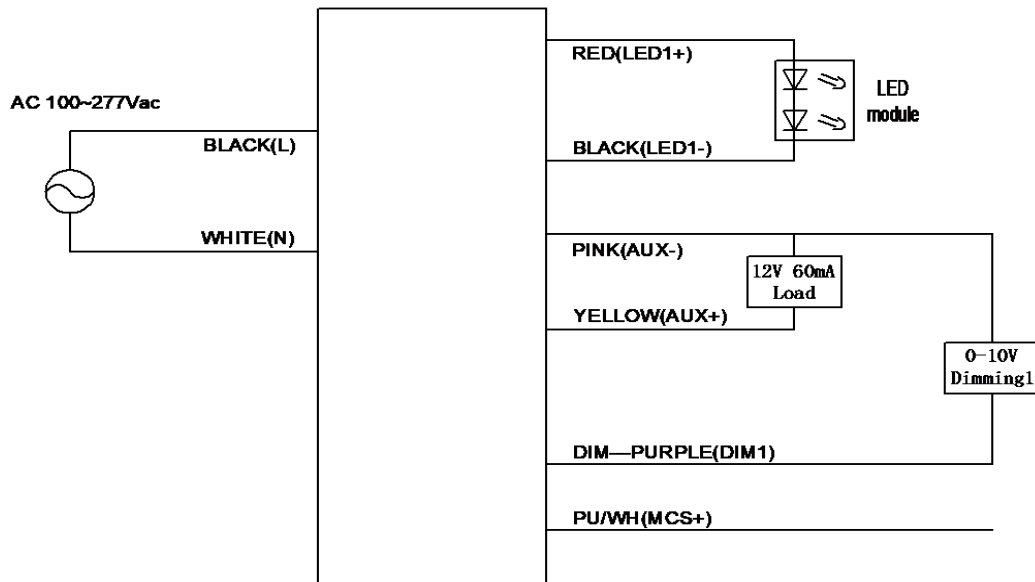 RED(LED1+)
LED
module
AC 100~277Vac
BLACK(L)
BLACK(LED1-)
WHITE(N)
PINK(AUX-)
12V 60mA
Load
YELLOW(AUX+)
0-10V
Dimming1
DIM—PURPLE(DIM1)
PU/WH(MCS+)